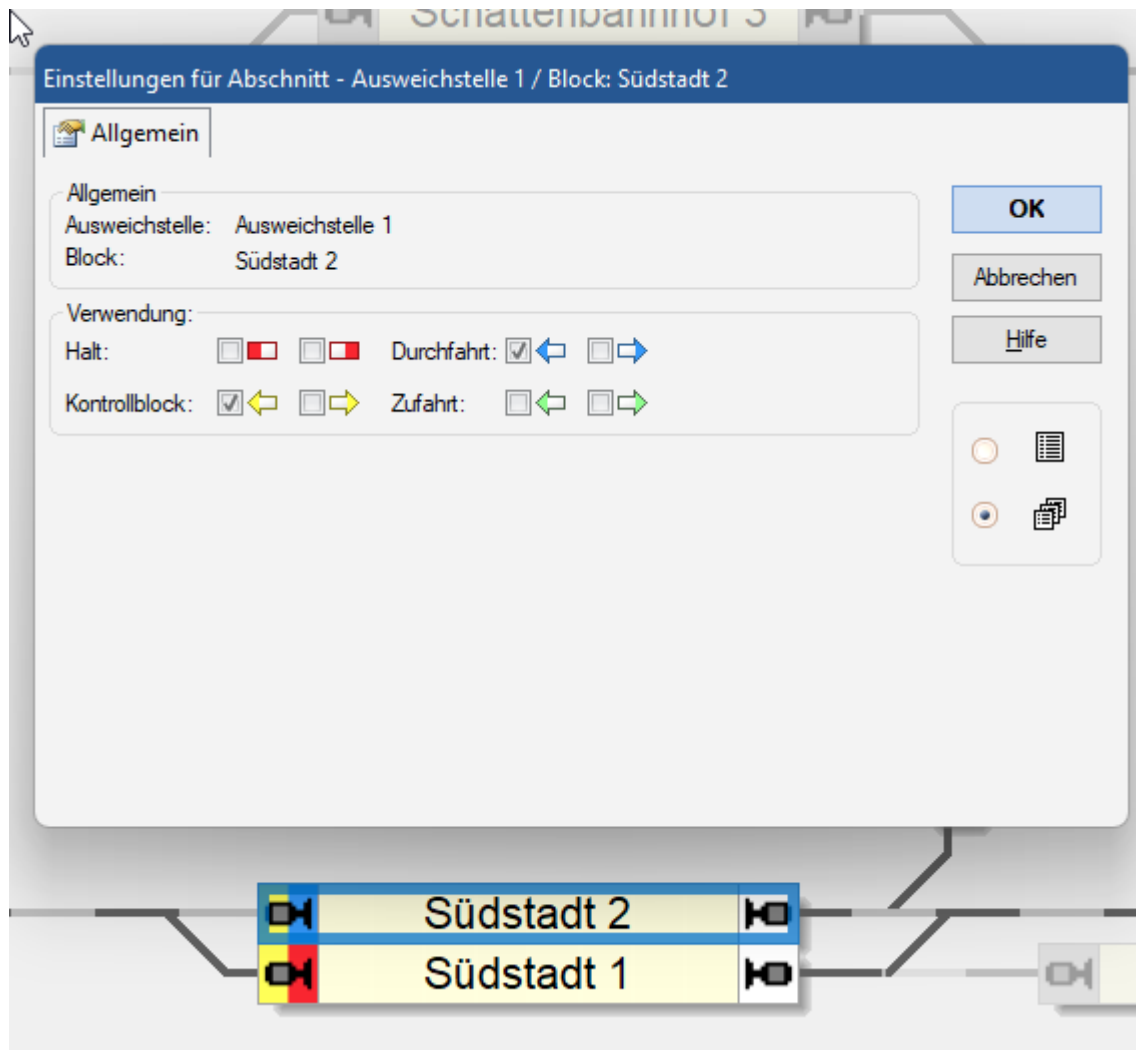 Schattenbahnhof 3
Einstellungen für Abschnitt - Ausweichstelle 1 / Block: Südstadt 2
Allgemein
Allgemein
Ausweichstelle: Ausweichstelle 1
Block: Südstadt 2
Verwendung:
Halt: Durchfahrt:
Kontrollblock: Zufahrt:
OK
Abbrechen
Hilfe
Südstadt 2
Südstadt 1